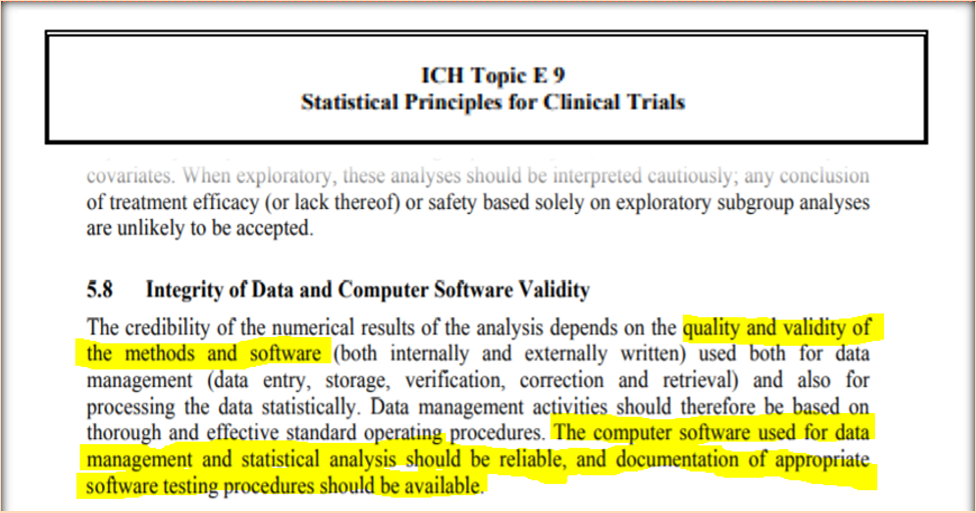 ICH Topic E 9
Statistical Principles for Clinical Trials
covariates. When exploratory, these analyses should be interpreted cautiously; any conclusion
of treatment efficacy (or lack thereof) or safety based solely on exploratory subgroup analyses
are unlikely to be accepted.
5.8 Integrity of Data and Computer Software Validity
The credibility of the numerical results of the analysis depends on the quality and validity of
the methods and software (both internally and externally written) used both for data
management (data entry, storage, verification, correction and retrieval) and also for
processing the data statistically. Data management activities should therefore be based on
thorough and effective standard operating procedures. The computer software used for data
management and statistical analysis should be reliable, and documentation of appropriate
software testing procedures should be available.